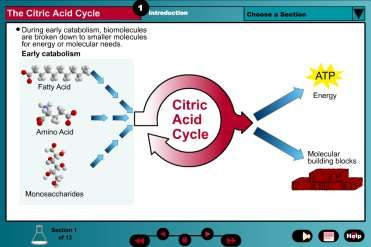 The Citric Acid Cycle
1
Introduction
Choose a Section
During early catabolism, biomolecules
are broken down to smaller molecules
for energy or molecular needs.
Early catabolism
Fatty Acid
Amino Acid
Monosaccharides
Citric
Acid
Cycle
ATP
Energy
Molecular
building blocks
Section 1
of 13
Help